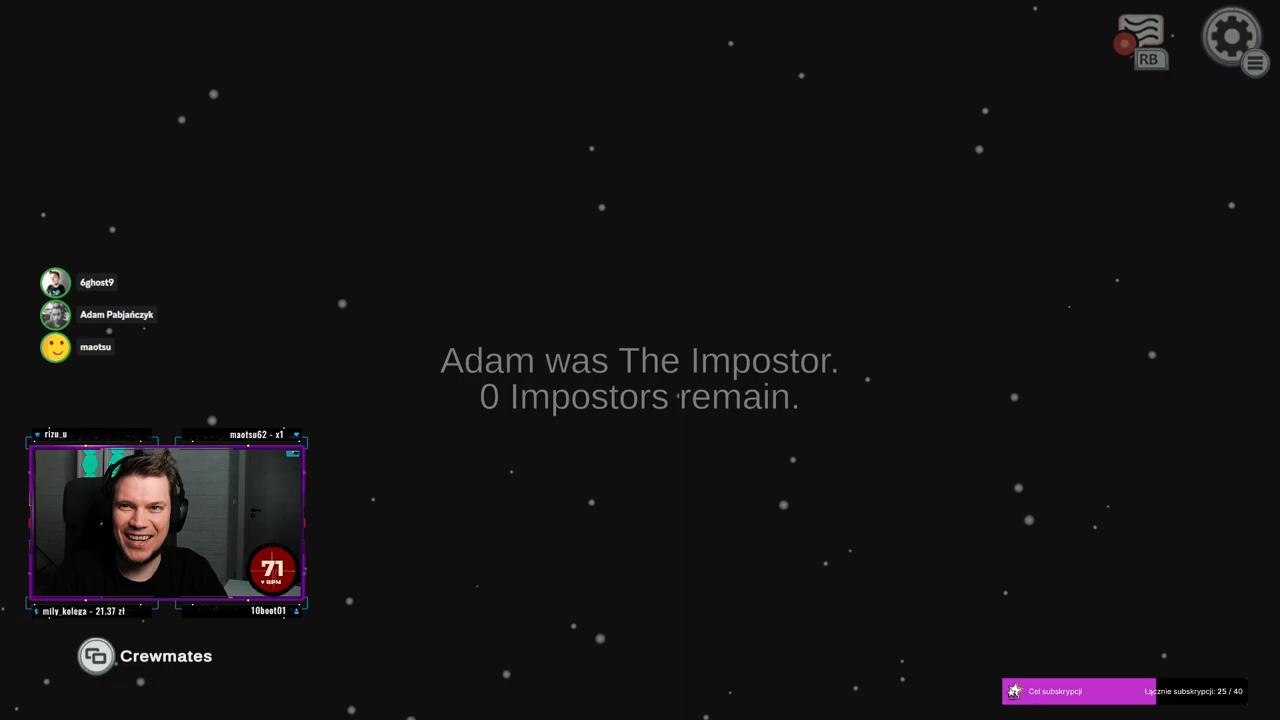 RB
6ghost9
Adam Pabjańczyk
maotsu
Adam was The Impostor.
0 Impostors remain.
rizu_u
maotsu62 - x1
71
BPM
mily_kolega - 21.37 zł
10boot01
Crewmates
Cel subskrypcji
Łącznie subskrypcji: 25 / 40